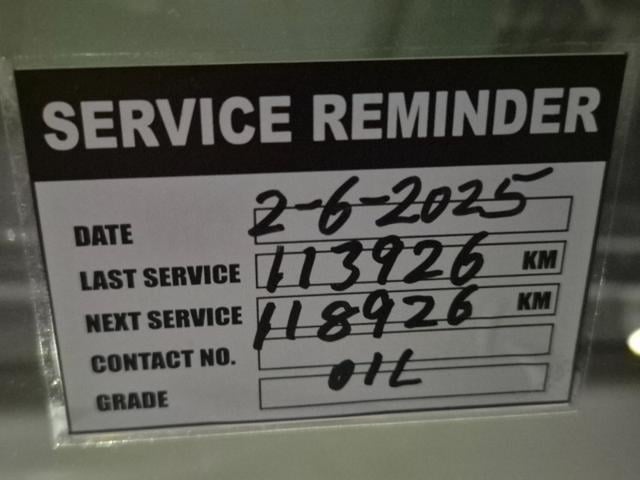 SERVICE REMINDER
DATE 2-6-2025
LAST SERVICE 113926 KM
NEXT SERVICE 118926 KM
CONTACT NO.
GRADE OIL